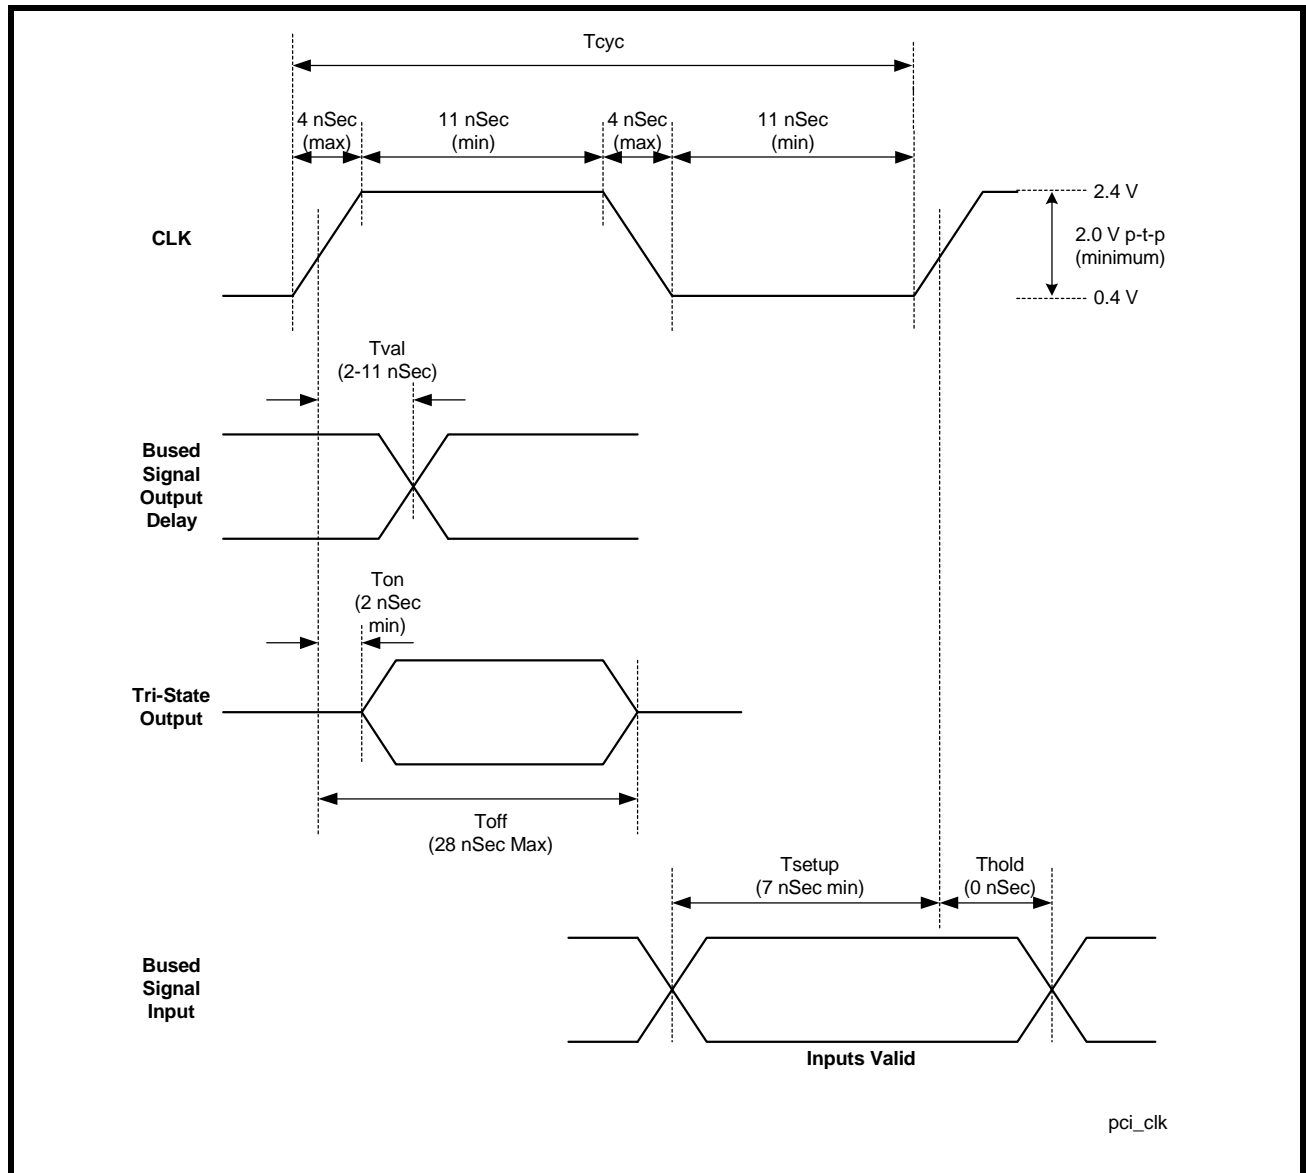 Tcyc
4 nSec
(max)
11 nSec
(min)
4 nSec
(max)
11 nSec
(min)
CLK
2.4 V
2.0 V p-t-p
(minimum)
0.4 V
Tval
(2-11 nSec)
Bused
Signal
Output
Delay
Ton
(2 nSec
min)
Tri-State
Output
Toff
(28 nSec Max)
Tsetup
(7 nSec min)
Thold
(0 nSec)
Bused
Signal
Input
Inputs Valid
pci_clk